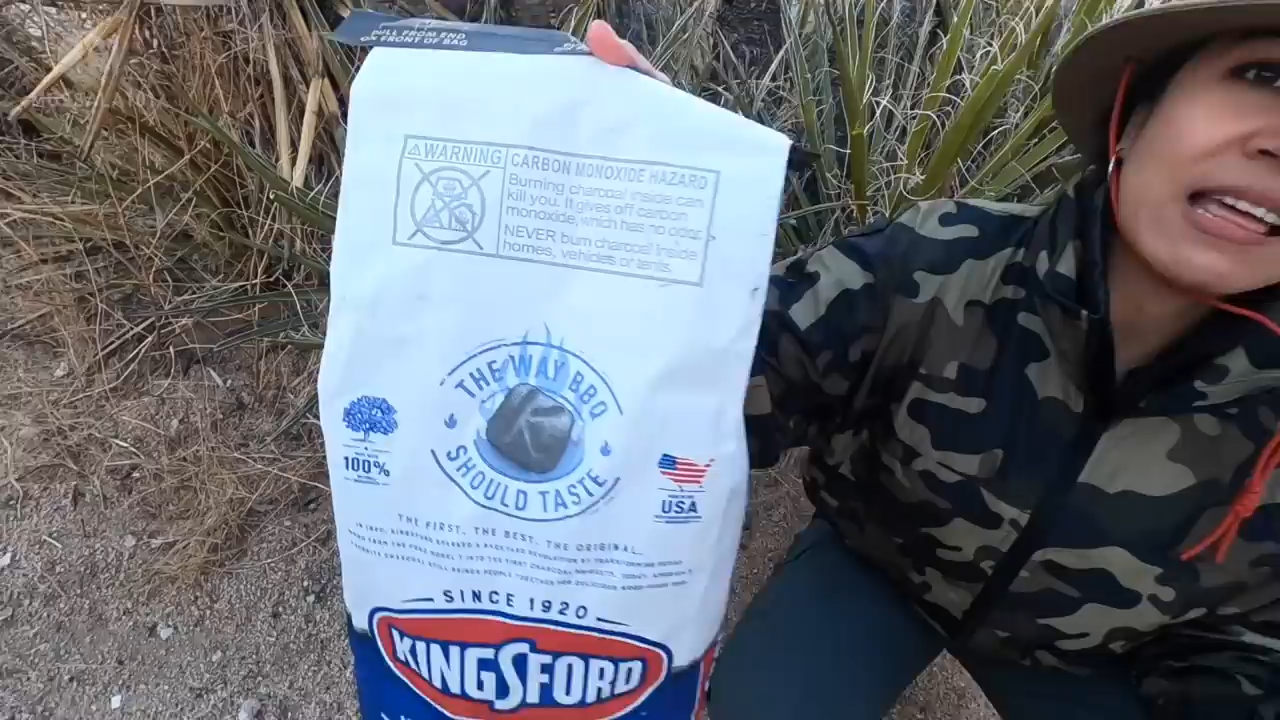 PULL FROM END
ON FRONT OF BAG
WARNING
CARBON MONOXIDE HAZARD
Burning charcoal inside can
kill you. It gives off carbon
monoxide, which has no odor.
NEVER burn charcoal inside
homes, vehicles or tents.
THE WAY BBQ
SHOULD TASTE
100%
USA
THE FIRST. THE BEST. THE ORIGINAL.
SINCE 1920
KINGSFORD